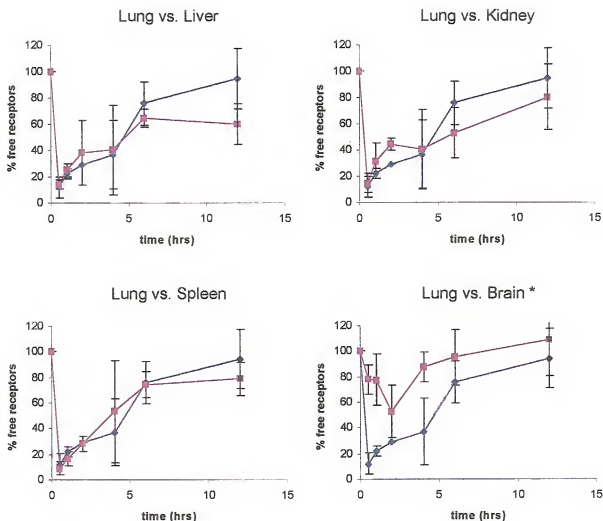 Lung vs. Liver
120
100
80
60
40
20
0
% free receptors
0 5 10 15
time (hrs)
Lung vs. Kidney
120
100
80
60
40
20
0
% free receptors
0 5 10 15
time (hrs)
Lung vs. Spleen
120
100
80
60
40
20
0
% free receptors
0 5 10 15
time (hrs)
Lung vs. Brain *
120
100
80
60
40
20
0
% free receptors
0 5 10 15
time (hrs)